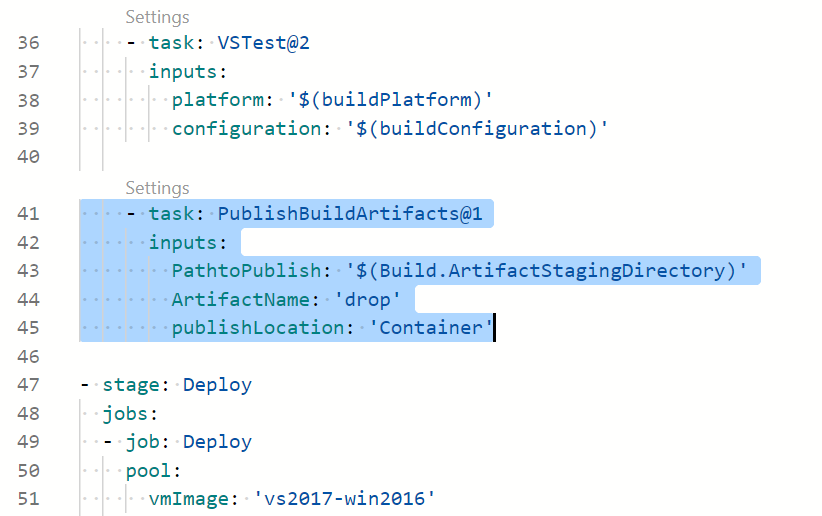 Settings
36 - task: VSTest@2
37 inputs:
38 platform: '$(buildPlatform)'
39 configuration: '$(buildConfiguration)'
40
Settings
41 - task: PublishBuildArtifacts@1
42 inputs:
43 PathtoPublish: '$(Build.ArtifactStagingDirectory)'
44 ArtifactName: 'drop'
45 publishLocation: 'Container'
46
47 - stage: Deploy
48 jobs:
49 - job: Deploy
50 pool:
51 vmImage: 'vs2017-win2016'